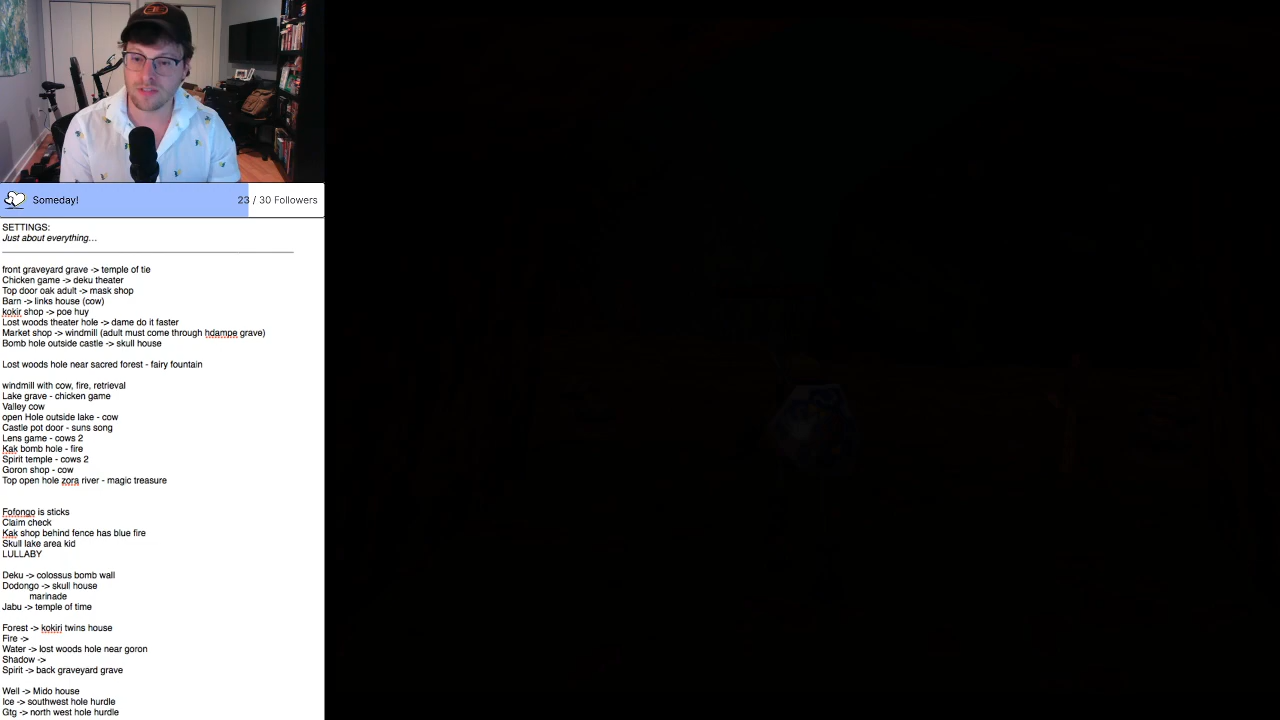 Someday!
23 / 30 Followers
SETTINGS:
Just about everything...
front graveyard grave -> temple of tie
Chicken game -> deku theater
Top door oak adult -> mask shop
Barn -> links house (cow)
kokir shop -> poe huy
Lost woods theater hole -> dame do it faster
Market shop -> windmill (adult must come through hdampe grave)
Bomb hole outside castle -> skull house
Lost woods hole near sacred forest - fairy fountain
windmill with cow, fire, retrieval
Lake grave - chicken game
Valley cow
open Hole outside lake - cow
Castle pot door - suns song
Lens game - cows 2
Kak bomb hole - fire
Spirit temple - cows 2
Goron shop - cow
Top open hole zora river - magic treasure
Fofongo is sticks
Claim check
Kak shop behind fence has blue fire
Skull lake area kid
LULLABY
Deku -> colossus bomb wall
Dodongo -> skull house
marinade
Jabu -> temple of time
Forest -> kokiri twins house
Fire ->
Water -> lost woods hole near goron
Shadow ->
Spirit -> back graveyard grave
Well -> Mido house
Ice -> southwest hole hurdle
Gtg -> north west hole hurdle